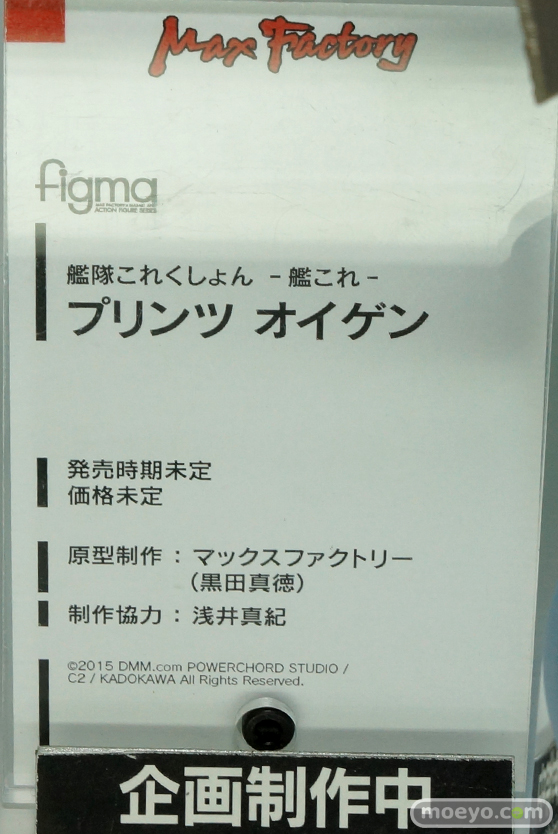 Max Factory
figma
艦隊これくしょん -艦これ-
プリンツ オイゲン
発売時期未定
価格未定
原型制作 : マックスファクトリー
(黒田真徳)
制作協力 : 浅井真紀
©2015 DMM.com POWERCHORD STUDIO /
C2 / KADOKAWA All Rights Reserved.
企画制作中
moeyo.com